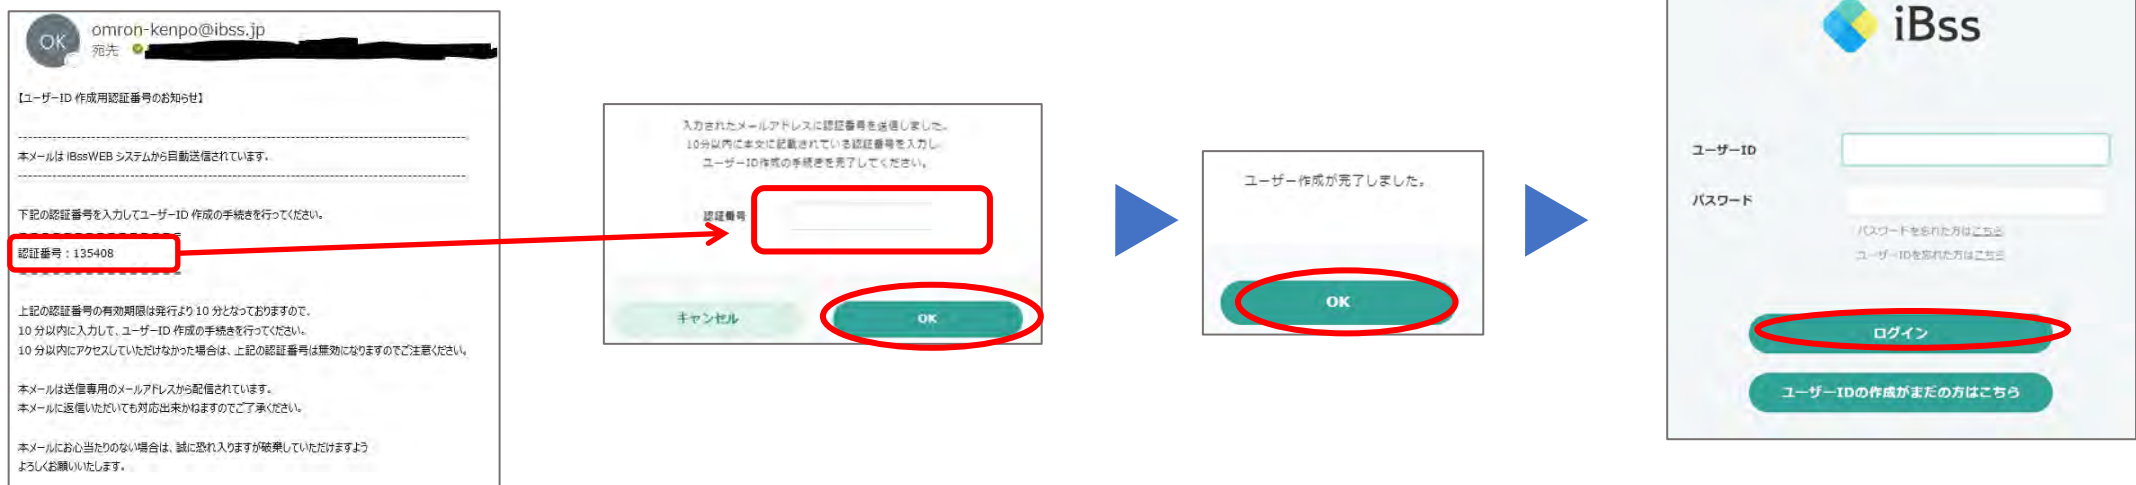 OK
omron-kenpo@ibss.jp
宛先
【ユーザーID 作成用認証番号のお知らせ】
本メールは iBssWEB システムから自動送信されています。
下記の認証番号を入力してユーザーID 作成の手続きを行ってください。
認証番号：135408
上記の認証番号の有効期限は発行より 10 分となっておりますので、
10 分以内に入力して、ユーザーID 作成の手続きを行ってください。
10 分以内にアクセスしていただけなかった場合は、上記の認証番号は無効になりますのでご注意ください。
本メールは送信専用のメールアドレスから配信されています。
本メールに返信いただいても対応出来かねますのでご了承ください。
本メールにお心当たりのない場合は、誠に恐れ入りますが破棄していただけますよう
よろしくお願いいたします。
入力されたメールアドレスに認証番号を送信しました。
10分以内に本文に記載されている認証番号を入力し、
ユーザーID作成の手続きを完了してください。
認証番号
キャンセル
OK
ユーザー作成が完了しました。
OK
iBss
ユーザーID
パスワード
パスワードを忘れた方はこちら
ユーザーIDを忘れた方はこちら
ログイン
ユーザーIDの作成がまだの方はこちら